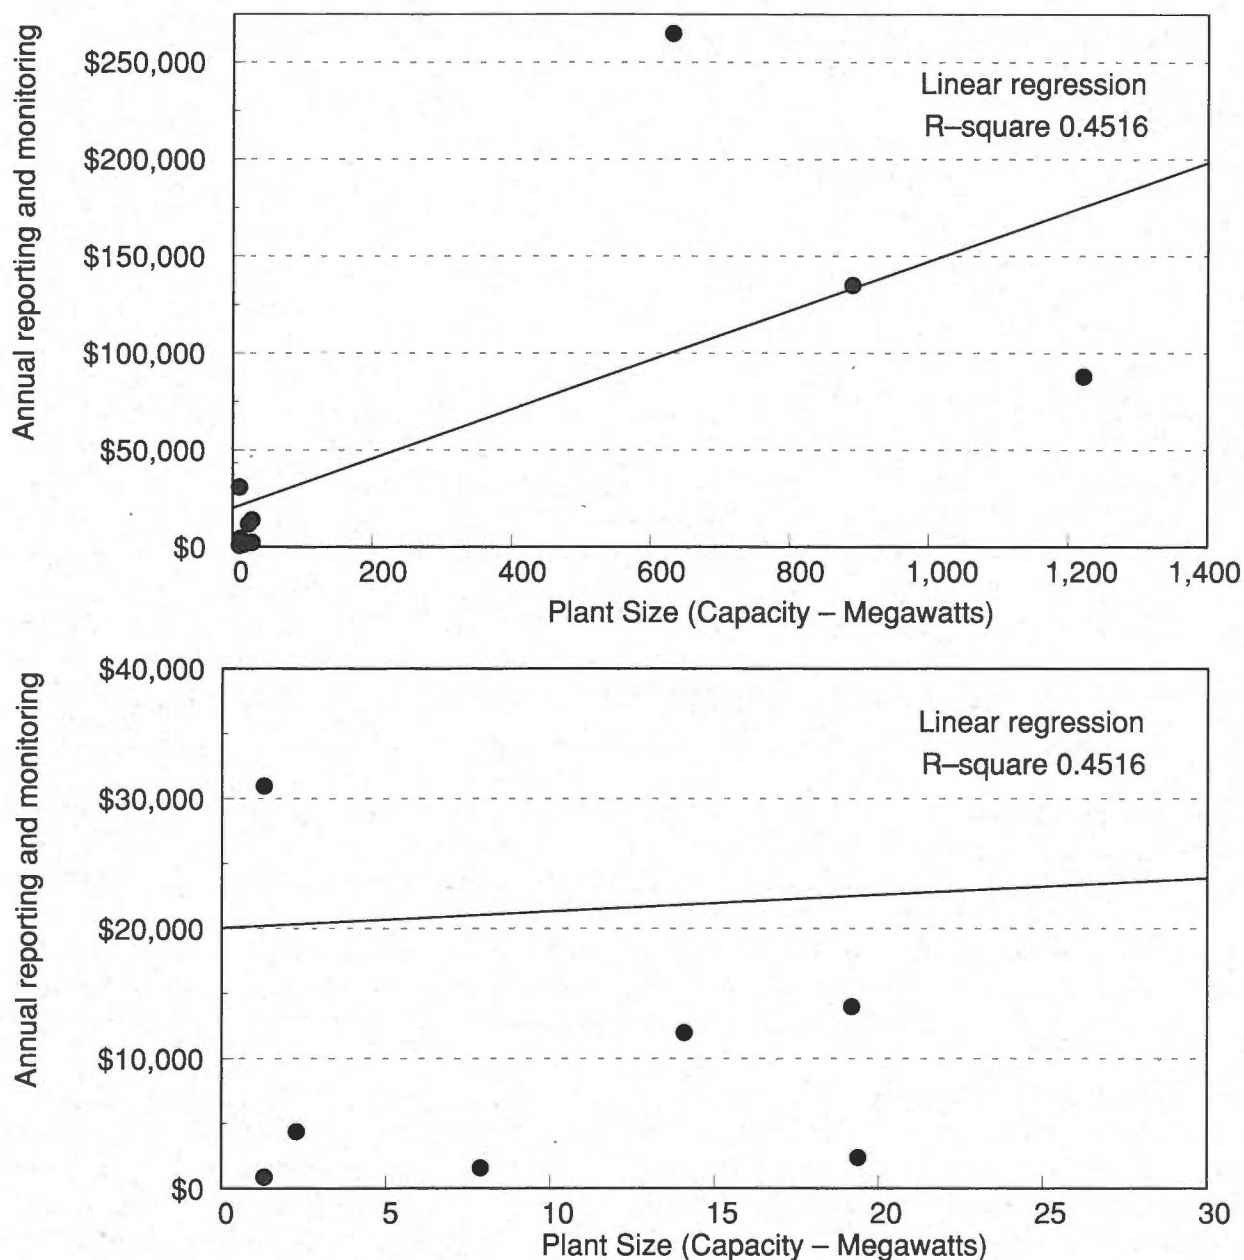 Annual reporting and monitoring
$250,000
$200,000
$150,000
$100,000
$50,000
$0
Linear regression
R–square 0.4516
0 200 400 600 800 1,000 1,200 1,400
Plant Size (Capacity – Megawatts)
Annual reporting and monitoring
$40,000
$30,000
$20,000
$10,000
$0
Linear regression
R–square 0.4516
0 5 10 15 20 25 30
Plant Size (Capacity – Megawatts)